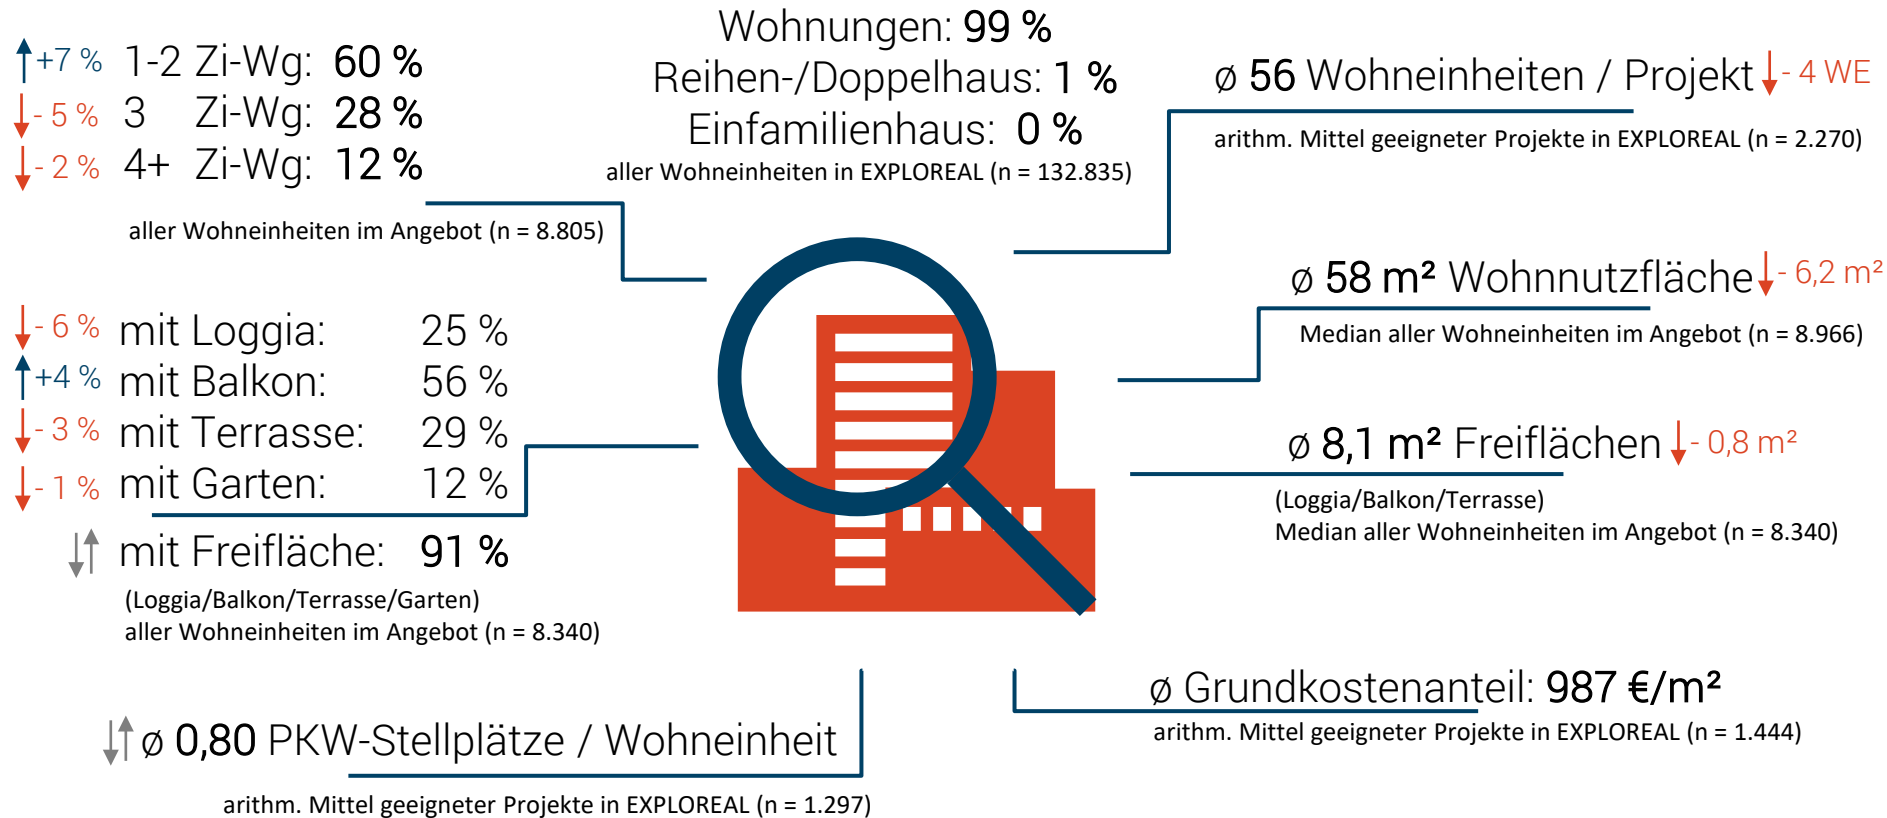 +7 % 1-2 Zi-Wg: 60 %
- 5 % 3 Zi-Wg: 28 %
- 2 % 4+ Zi-Wg: 12 %
aller Wohneinheiten im Angebot (n = 8.805)
Wohnungen: 99 %
Reihen-/Doppelhaus: 1 %
Einfamilienhaus: 0 %
aller Wohneinheiten in EXPLOREAL (n = 132.835)
ø 56 Wohneinheiten / Projekt - 4 WE
arithm. Mittel geeigneter Projekte in EXPLOREAL (n = 2.270)
ø 58 m² Wohnnutzfläche - 6,2 m²
Median aller Wohneinheiten im Angebot (n = 8.966)
- 6 % mit Loggia: 25 %
+4 % mit Balkon: 56 %
- 3 % mit Terrasse: 29 %
- 1 % mit Garten: 12 %
mit Freifläche: 91 %
(Loggia/Balkon/Terrasse/Garten)
aller Wohneinheiten im Angebot (n = 8.340)
ø 8,1 m² Freiflächen - 0,8 m²
(Loggia/Balkon/Terrasse)
Median aller Wohneinheiten im Angebot (n = 8.340)
ø Grundkostenanteil: 987 €/m²
arithm. Mittel geeigneter Projekte in EXPLOREAL (n = 1.444)
ø 0,80 PKW-Stellplätze / Wohneinheit
arithm. Mittel geeigneter Projekte in EXPLOREAL (n = 1.297)